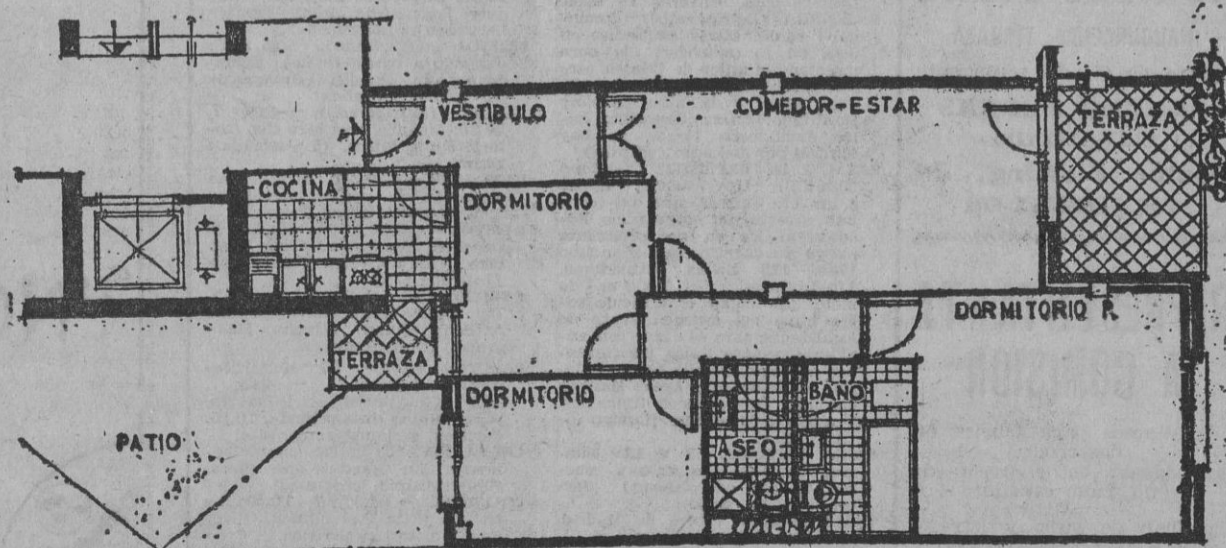 VESTIBULO
COMEDOR-ESTAR
TERRAZA
COCINA
DORMITORIO
DORMITORIO P.
TERRAZA
DORMITORIO
BAÑO
PATIO
ASEO